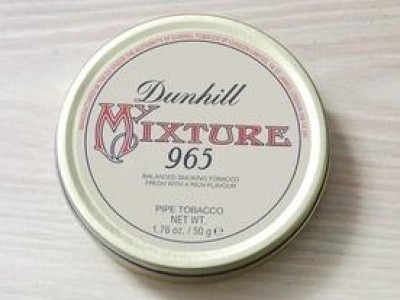 Dunhill
MY MIXTURE
965
BALANCED SMOKING TOBACCO
FRESH WITH A RICH FLAVOUR
PIPE TOBACCO
NET WT.
1.76 oz. / 50 g ℮